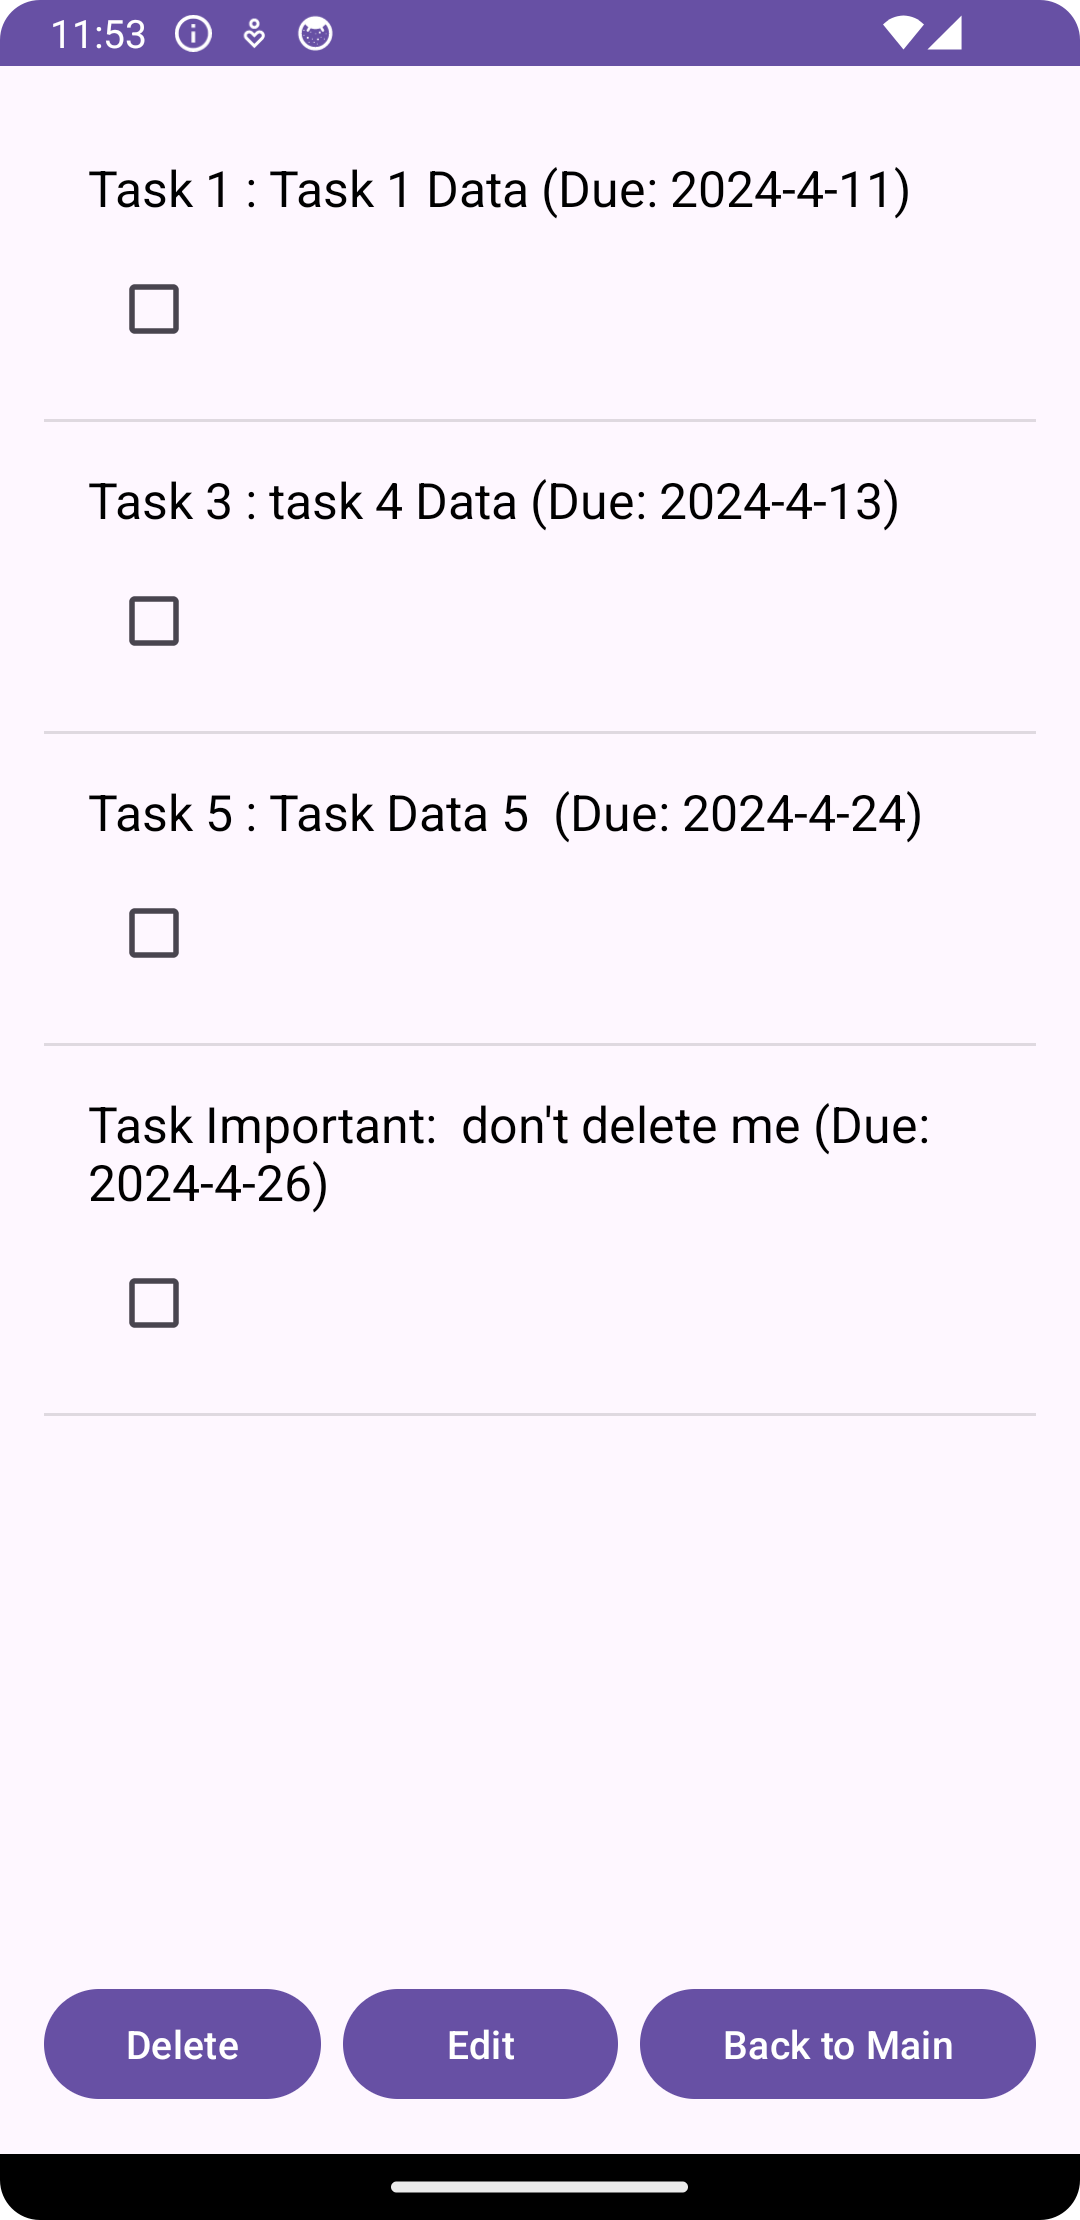 11:53
Task 1 : Task 1 Data (Due: 2024-4-11)
Task 3 : task 4 Data (Due: 2024-4-13)
Task 5 : Task Data 5  (Due: 2024-4-24)
Task Important:  don't delete me (Due:
2024-4-26)
Delete Edit Back to Main